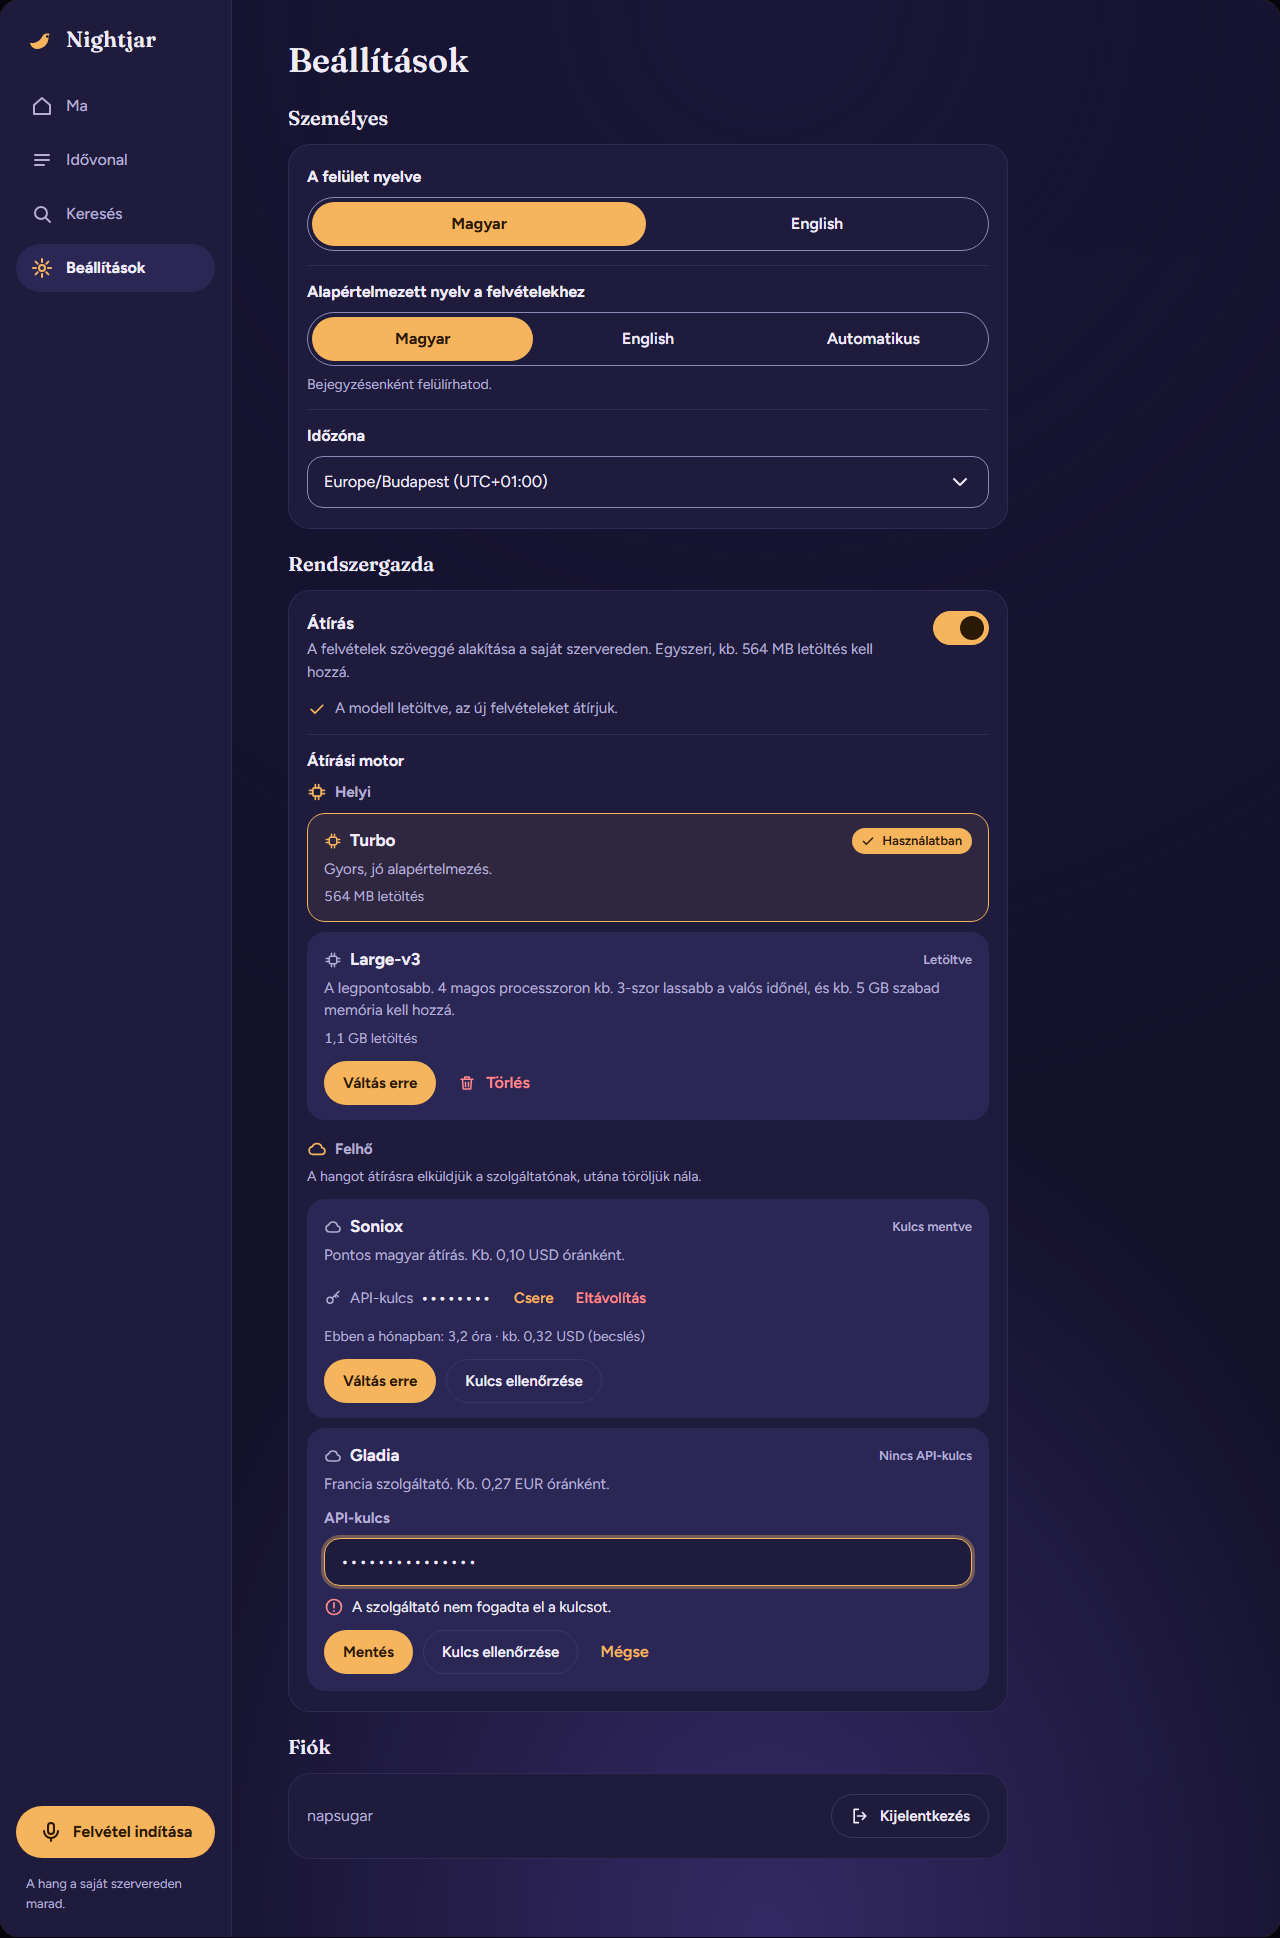 Nightjar
Ma
Idővonal
Keresés
Beállítások
Felvétel indítása
A hang a saját szervereden
marad.
Beállítások
Személyes
A felület nyelve
Magyar
English
Alapértelmezett nyelv a felvételekhez
Magyar
English
Automatikus
Bejegyzésenként felülírhatod.
Időzóna
Europe/Budapest (UTC+01:00)
Rendszergazda
Átírás
A felvételek szöveggé alakítása a saját szervereden. Egyszeri, kb. 564 MB letöltés kell
hozzá.
A modell letöltve, az új felvételeket átírjuk.
Átírási motor
Helyi
Turbo
Használatban
Gyors, jó alapértelmezés.
564 MB letöltés
Large-v3
Letöltve
A legpontosabb. 4 magos processzoron kb. 3-szor lassabb a valós időnél, és kb. 5 GB szabad
memória kell hozzá.
1,1 GB letöltés
Váltás erre
Törlés
Felhő
A hangot átírásra elküldjük a szolgáltatónak, utána töröljük nála.
Soniox
Kulcs mentve
Pontos magyar átírás. Kb. 0,10 USD óránként.
API-kulcs ••••••••
Csere
Eltávolítás
Ebben a hónapban: 3,2 óra · kb. 0,32 USD (becslés)
Váltás erre
Kulcs ellenőrzése
Gladia
Nincs API-kulcs
Francia szolgáltató. Kb. 0,27 EUR óránként.
API-kulcs
•••••••••••••••
A szolgáltató nem fogadta el a kulcsot.
Mentés
Kulcs ellenőrzése
Mégse
Fiók
napsugar
Kijelentkezés